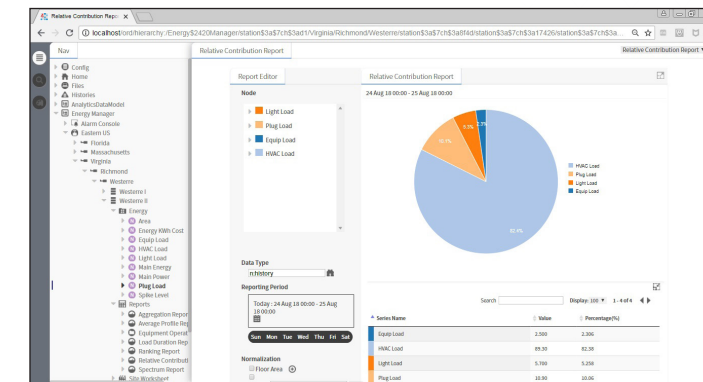 Relative Contribution Repo
localhost/ord/hierarchy:/Energy$2420Manager/station$3a$7ch$3ad1/Virginia/Richmond/Westerre/station$3a$7ch$3a8f4d/station$3a$7ch$3a17426/station$3a$7ch$3a...
Nav
Config
Home
Files
Histories
AnalyticsDataModel
Energy Manager
Alarm Console
Eastern US
Florida
Massachusetts
Virginia
Richmond
Westerre
Westerre I
Westerre II
Energy
Area
Energy KWh Cost
Equip Load
HVAC Load
Light Load
Main Energy
Main Power
Plug Load
Spike Level
Reports
Aggregation Repor
Average Profile Rep
Equipment Operat
Load Duration Rep
Ranking Report
Relative Contributi
Spectrum Report
Site Worksheet
Relative Contribution Report
Relative Contribution Report
Report Editor
Node
Light Load
Plug Load
Equip Load
HVAC Load
Data Type
n:history
Reporting Period
Today : 24 Aug 18 00:00 - 25 Aug
18 00:00
Sun Mon Tue Wed Thu Fri Sat
Normalization
Floor Area
Relative Contribution Report
24 Aug 18 00:00 - 25 Aug 18 00:00
82.4%
HVAC Load
Plug Load
Light Load
Equip Load
Search
Display: 100 1 - 4 of 4
Series Name Value Percentage(%)
Equip Load 2.500 2.306
HVAC Load 89.30 82.38
Light Load 5.700 5.258
Plug Load 10.90 10.06